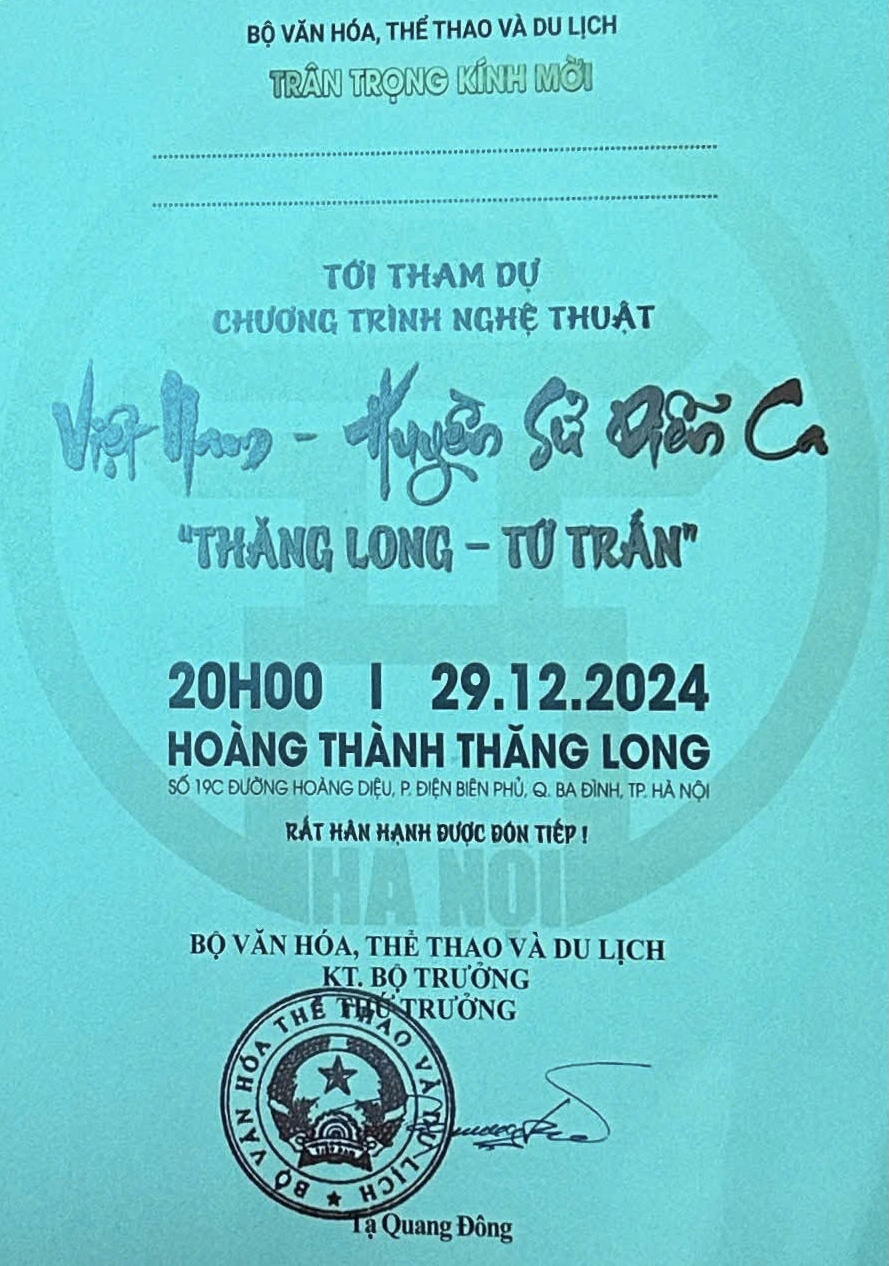 BỘ VĂN HÓA, THỂ THAO VÀ DU LỊCH
TRÂN TRỌNG KÍNH MỜI
TỚI THAM DỰ
CHƯƠNG TRÌNH NGHỆ THUẬT
Việt Nam - Huyền Sử Diễn Ca
"THĂNG LONG - TỨ TRẤN"
20H00 | 29.12.2024
HOÀNG THÀNH THĂNG LONG
SỐ 19C ĐƯỜNG HOÀNG DIỆU, P. ĐIỆN BIÊN PHỦ, Q. BA ĐÌNH, TP. HÀ NỘI
RẤT HÂN HẠNH ĐƯỢC ĐÓN TIẾP !
HÀ NỘI
BỘ VĂN HÓA, THỂ THAO VÀ DU LỊCH
KT. BỘ TRƯỞNG
THỨ TRƯỞNG
BỘ VĂN HÓA THỂ THAO VÀ DU LỊCH
VIỆT NAM
Tạ Quang Đông